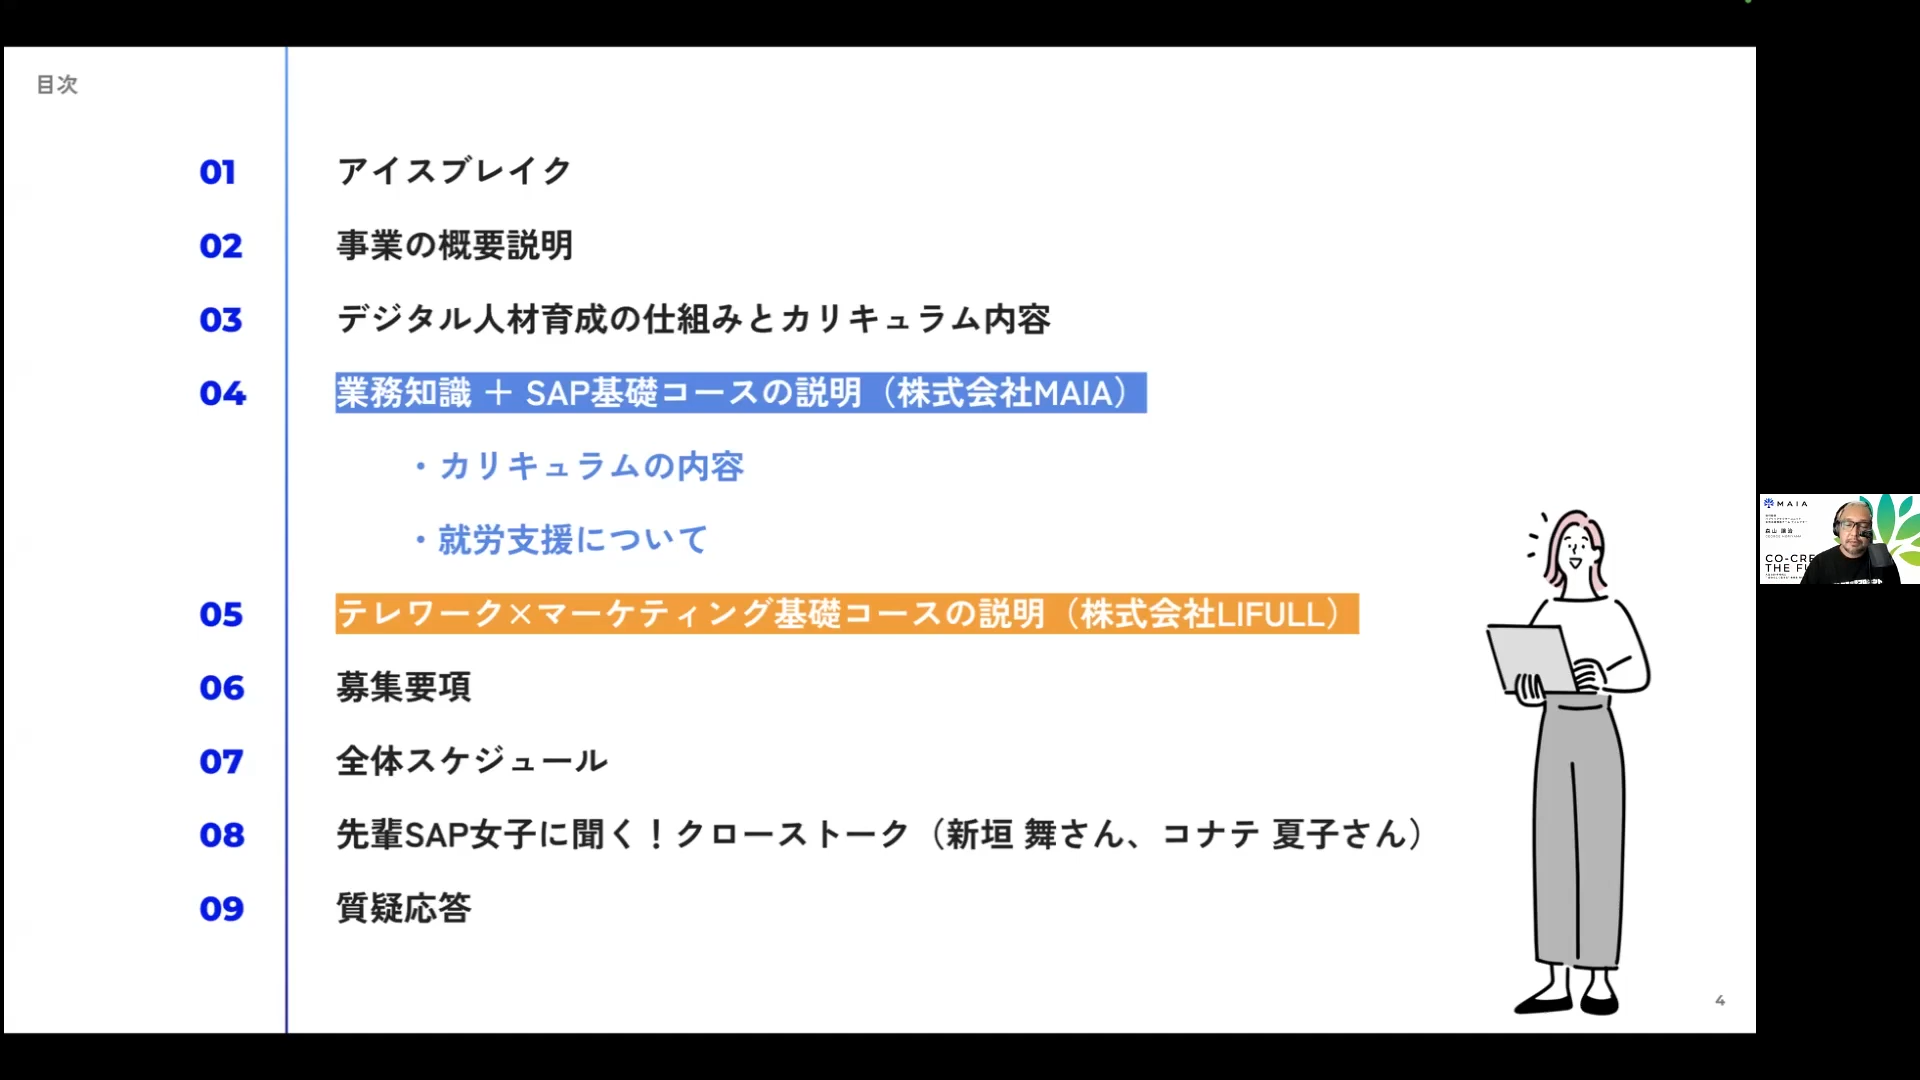 目次
01 アイスブレイク
02 事業の概要説明
03 デジタル人材育成の仕組みとカリキュラム内容
04 業務知識 ＋ SAP基礎コースの説明（株式会社MAIA）
・カリキュラムの内容
・就労支援について
05 テレワーク×マーケティング基礎コースの説明（株式会社LIFULL）
06 募集要項
07 全体スケジュール
08 先輩SAP女子に聞く！クローストーク（新垣 舞さん、コナテ 夏子さん）
09 質疑応答
4
MAIA
CO-CRE
THE FU